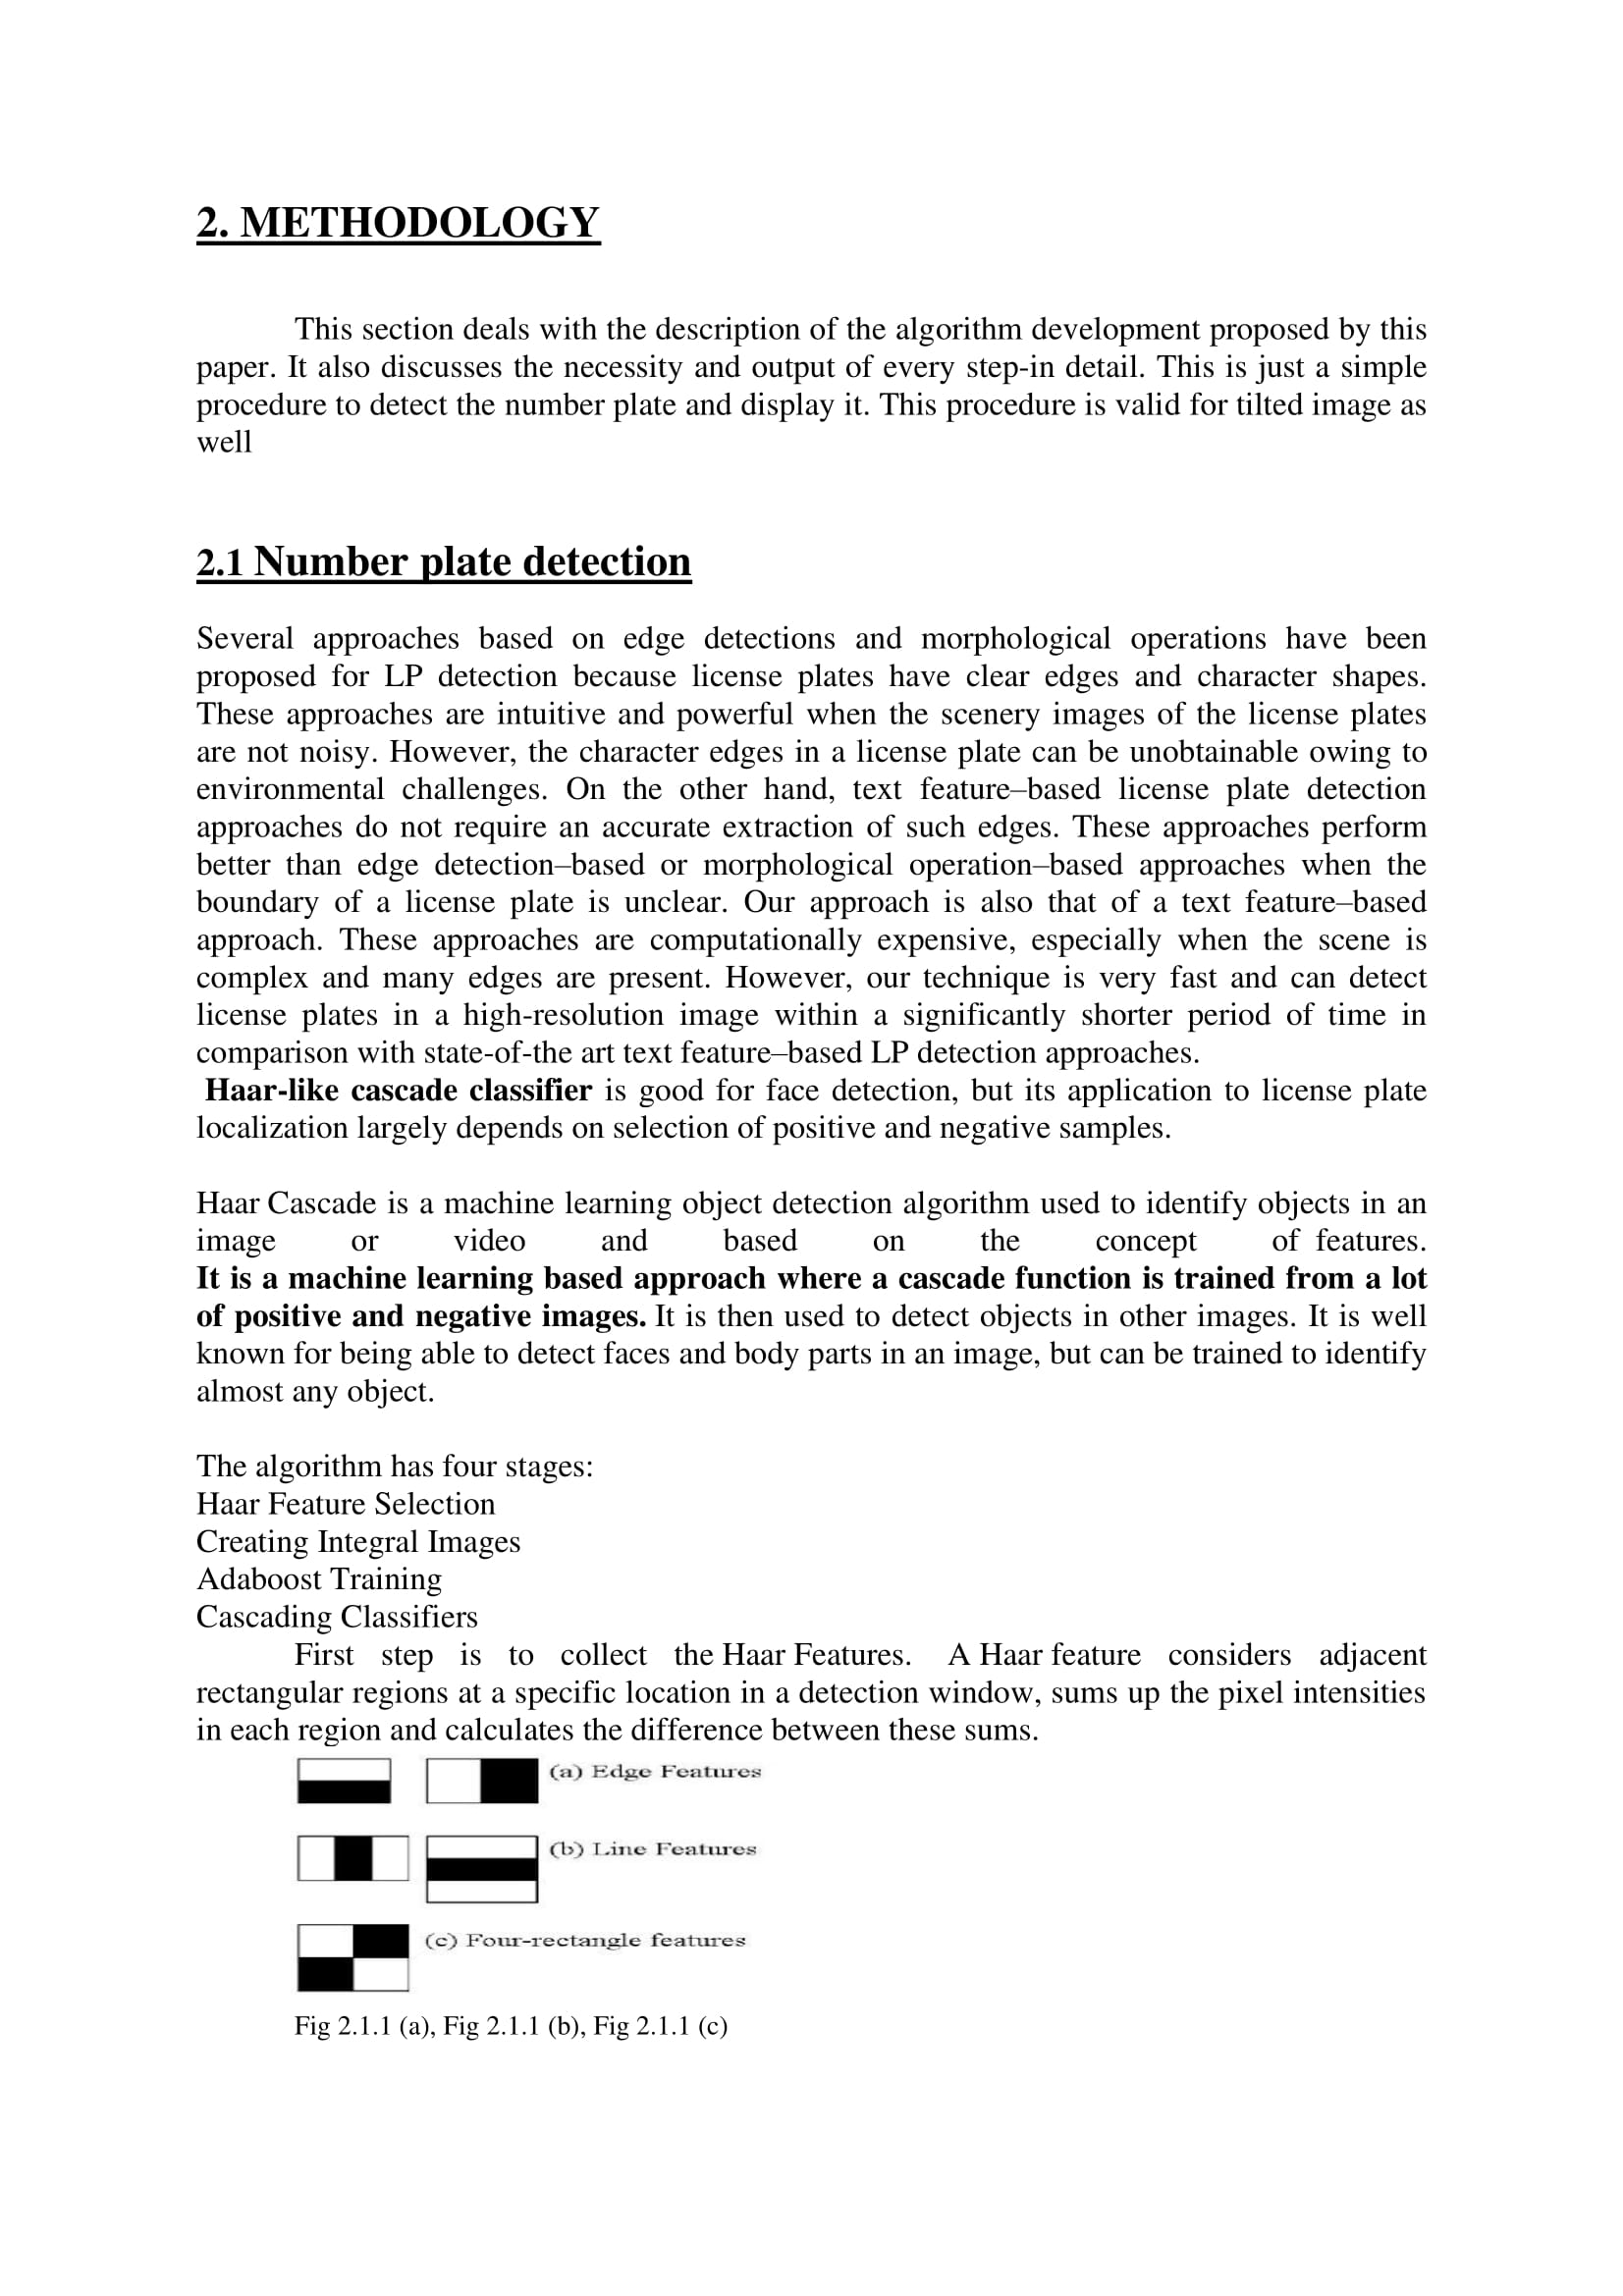 2. METHODOLOGY
This section deals with the description of the algorithm development proposed by this
paper. It also discusses the necessity and output of every step-in detail. This is just a simple
procedure to detect the number plate and display it. This procedure is valid for tilted image as
well
2.1 Number plate detection
Several approaches based on edge detections and morphological operations have been
proposed for LP detection because license plates have clear edges and character shapes.
These approaches are intuitive and powerful when the scenery images of the license plates
are not noisy. However, the character edges in a license plate can be unobtainable owing to
environmental challenges. On the other hand, text feature–based license plate detection
approaches do not require an accurate extraction of such edges. These approaches perform
better than edge detection–based or morphological operation–based approaches when the
boundary of a license plate is unclear. Our approach is also that of a text feature–based
approach. These approaches are computationally expensive, especially when the scene is
complex and many edges are present. However, our technique is very fast and can detect
license plates in a high-resolution image within a significantly shorter period of time in
comparison with state-of-the art text feature–based LP detection approaches.
Haar-like cascade classifier is good for face detection, but its application to license plate
localization largely depends on selection of positive and negative samples.
Haar Cascade is a machine learning object detection algorithm used to identify objects in an
image or video and based on the concept of features.
It is a machine learning based approach where a cascade function is trained from a lot
of positive and negative images. It is then used to detect objects in other images. It is well
known for being able to detect faces and body parts in an image, but can be trained to identify
almost any object.
The algorithm has four stages:
Haar Feature Selection
Creating Integral Images
Adaboost Training
Cascading Classifiers
First step is to collect the Haar Features. A Haar feature considers adjacent
rectangular regions at a specific location in a detection window, sums up the pixel intensities
in each region and calculates the difference between these sums.
(a) Edge Features
(b) Line Features
(c) Four-rectangle features
Fig 2.1.1 (a), Fig 2.1.1 (b), Fig 2.1.1 (c)